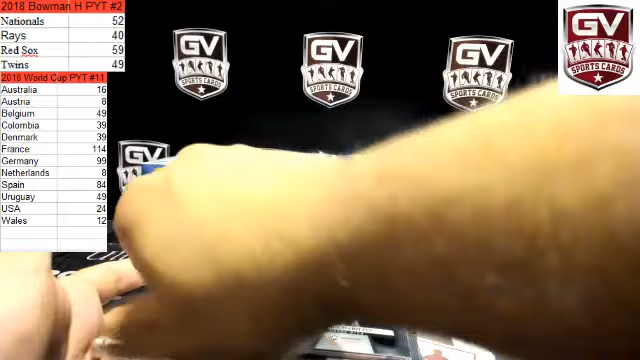 2018 Bowman H PYT #2
Nationals 52
Rays 40
Red Sox 59
Twins 49
2018 World Cup PYT #11
Australia 16
Austria 8
Belgium 49
Colombia 39
Denmark 39
France 114
Germany 99
Netherlands 8
Spain 84
Uruguay 49
USA 24
Wales 12
GV
SPORTS CARDS
GV
SPORTS CARDS
GV
SPORTS CARDS
GV
SPORTS CARDS
GV